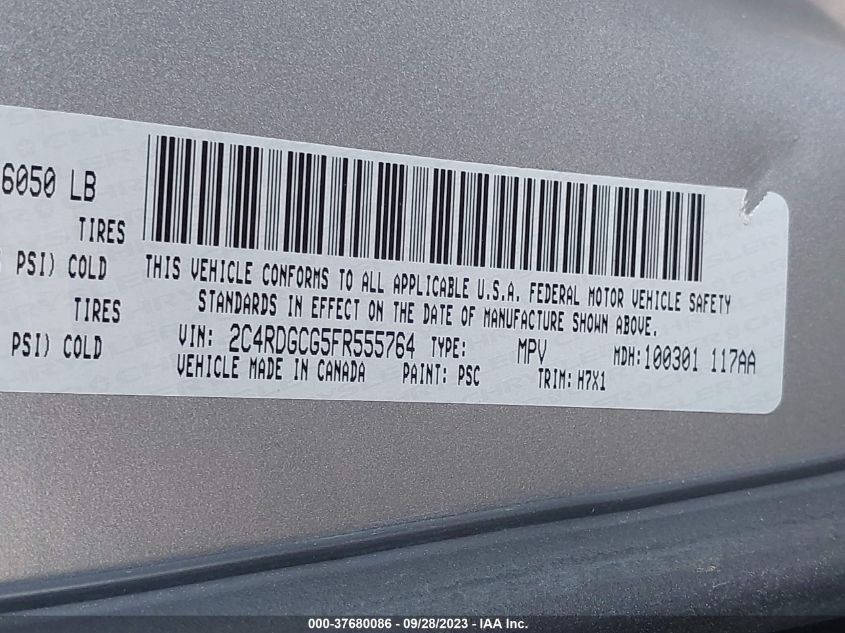 6050 LB
TIRES
PSI) COLD
TIRES
PSI) COLD
THIS VEHICLE CONFORMS TO ALL APPLICABLE U.S.A. FEDERAL MOTOR VEHICLE SAFETY
STANDARDS IN EFFECT ON THE DATE OF MANUFACTURE SHOWN ABOVE.
VIN: 2C4RDGCG5FR555764 TYPE: MPV MDH:100301 117AA
VEHICLE MADE IN CANADA PAINT: PSC TRIM: H7X1
000-37680086 - 09/28/2023 - IAA Inc.